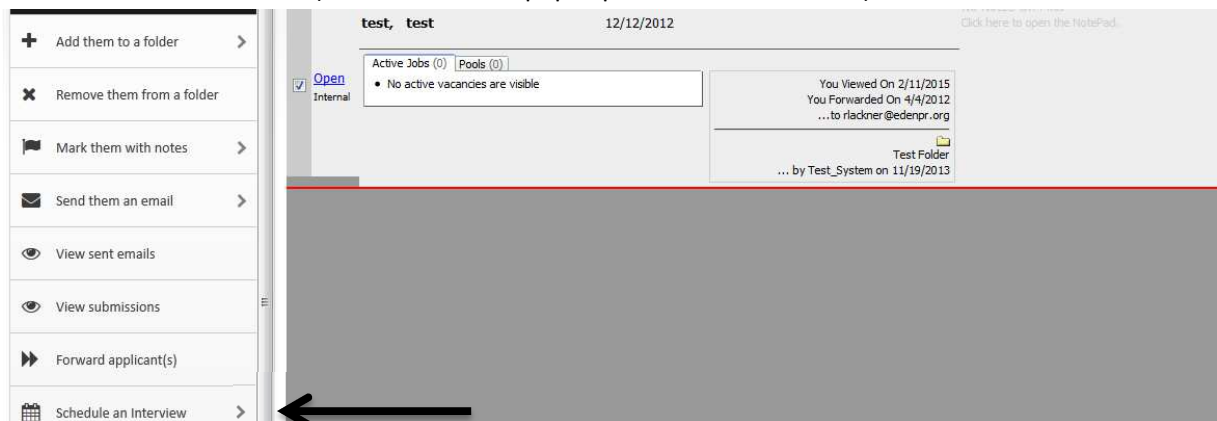 Add them to a folder
Remove them from a folder
Mark them with notes
Send them an email
View sent emails
View submissions
Forward applicant(s)
Schedule an Interview
test, test 12/12/2012
Click here to open the NotePad...
Open
Internal
Active Jobs (0) Pools (0)
• No active vacancies are visible
You Viewed On 2/11/2015
You Forwarded On 4/4/2012
...to rlackner@edenpr.org
Test Folder
... by Test_System on 11/19/2013